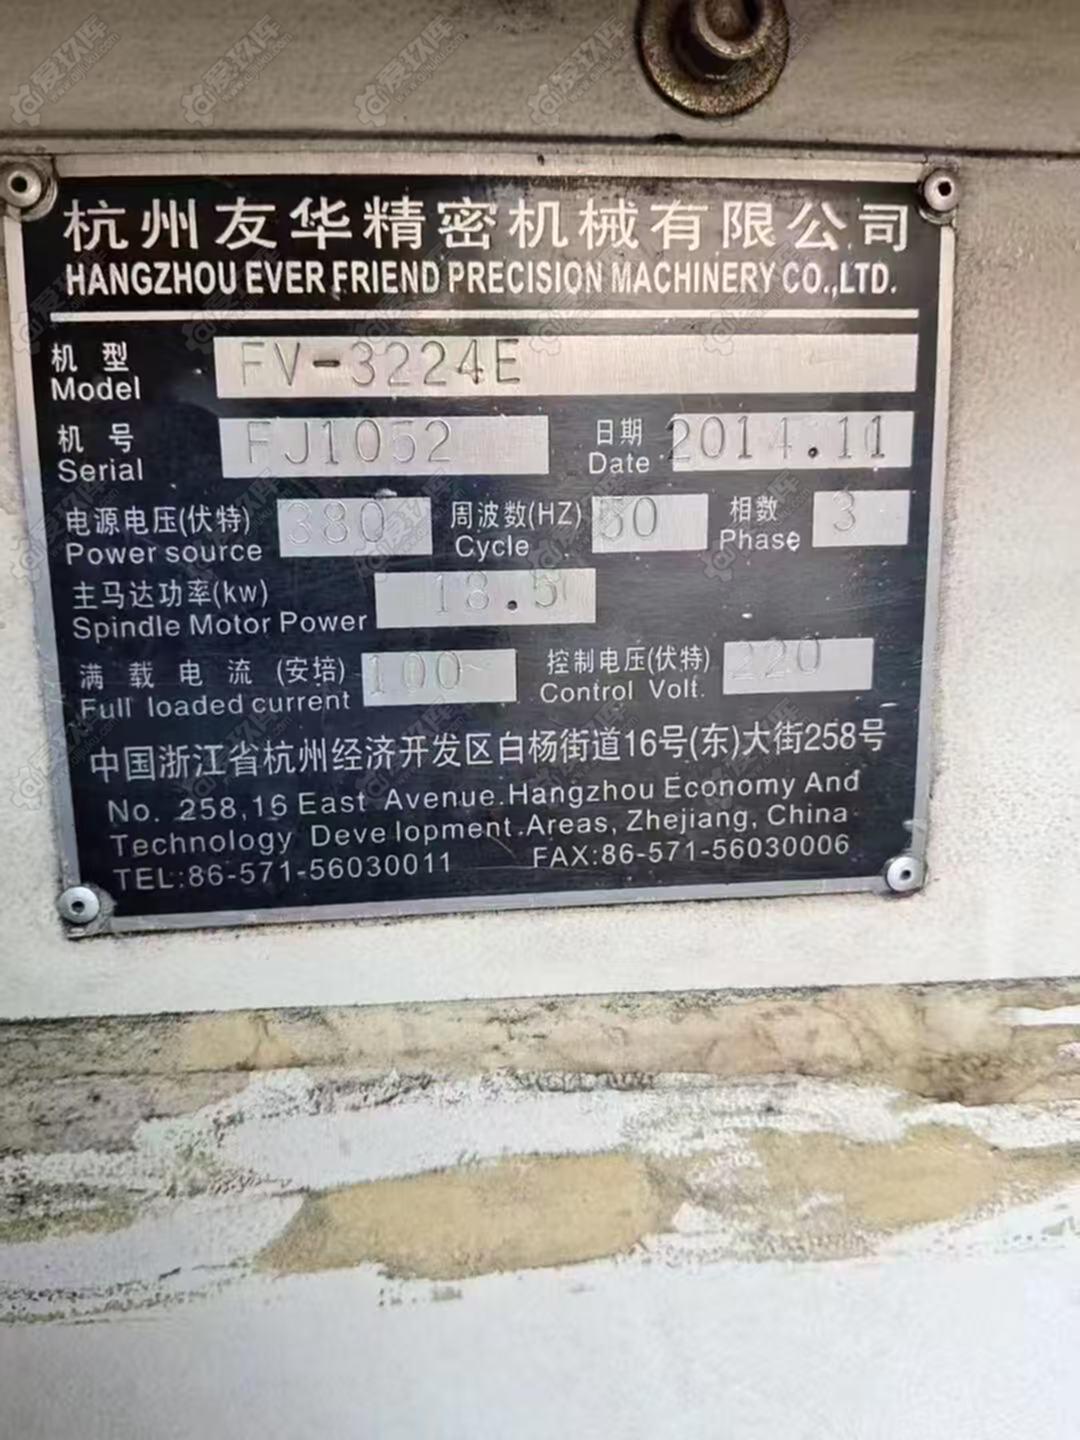 杭州友华精密机械有限公司
HANGZHOU EVER FRIEND PRECISION MACHINERY CO.,LTD.
机型 FV-3224E
Model
机号 FJ1052 日期 2014.11
Serial Date
电源电压(伏特) 380 周波数(HZ) 50 相数 3
Power source Cycle Phase
主马达功率(kw) 18.5
Spindle Motor Power
满载电流(安培) 100 控制电压(伏特) 220
Full loaded current Control Volt.
中国浙江省杭州经济开发区白杨街道16号(东)大街258号
No. 258,16 East Avenue.Hangzhou Economy And
Technology Development.Areas, Zhejiang, China
TEL:86-571-56030011 FAX:86-571-56030006